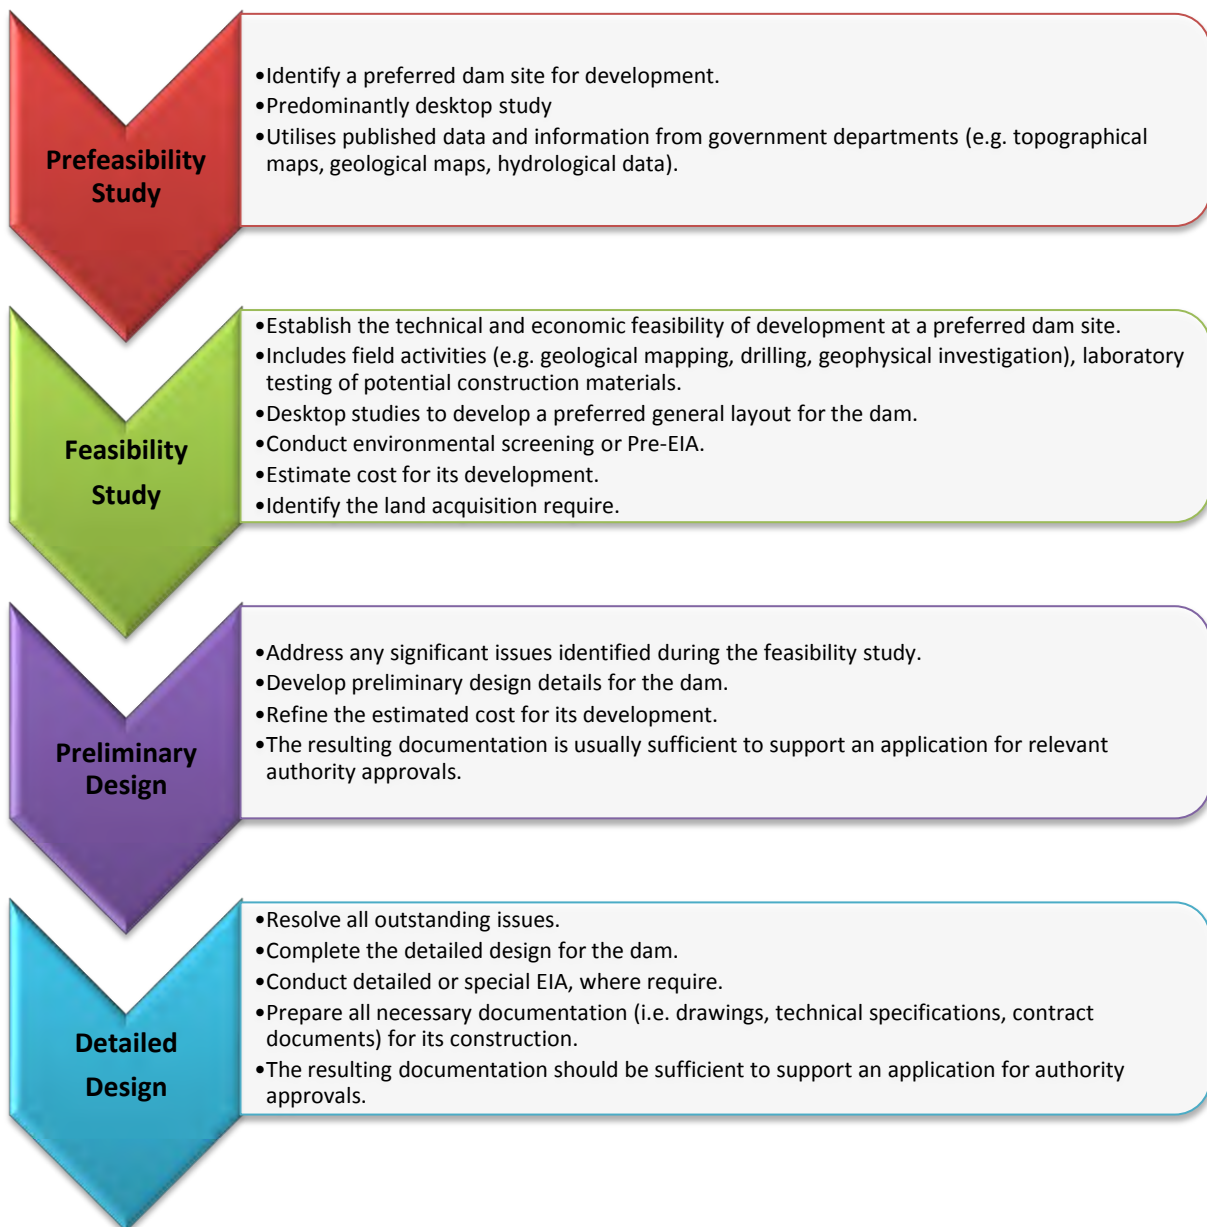 Prefeasibility
Study
•Identify a preferred dam site for development.
•Predominantly desktop study
•Utilises published data and information from government departments (e.g. topographical
maps, geological maps, hydrological data).
Feasibility
Study
•Establish the technical and economic feasibility of development at a preferred dam site.
•Includes field activities (e.g. geological mapping, drilling, geophysical investigation), laboratory
testing of potential construction materials.
•Desktop studies to develop a preferred general layout for the dam.
•Conduct environmental screening or Pre-EIA.
•Estimate cost for its development.
•Identify the land acquisition require.
Preliminary
Design
•Address any significant issues identified during the feasibility study.
•Develop preliminary design details for the dam.
•Refine the estimated cost for its development.
•The resulting documentation is usually sufficient to support an application for relevant
authority approvals.
Detailed
Design
•Resolve all outstanding issues.
•Complete the detailed design for the dam.
•Conduct detailed or special EIA, where require.
•Prepare all necessary documentation (i.e. drawings, technical specifications, contract
documents) for its construction.
•The resulting documentation should be sufficient to support an application for authority
approvals.